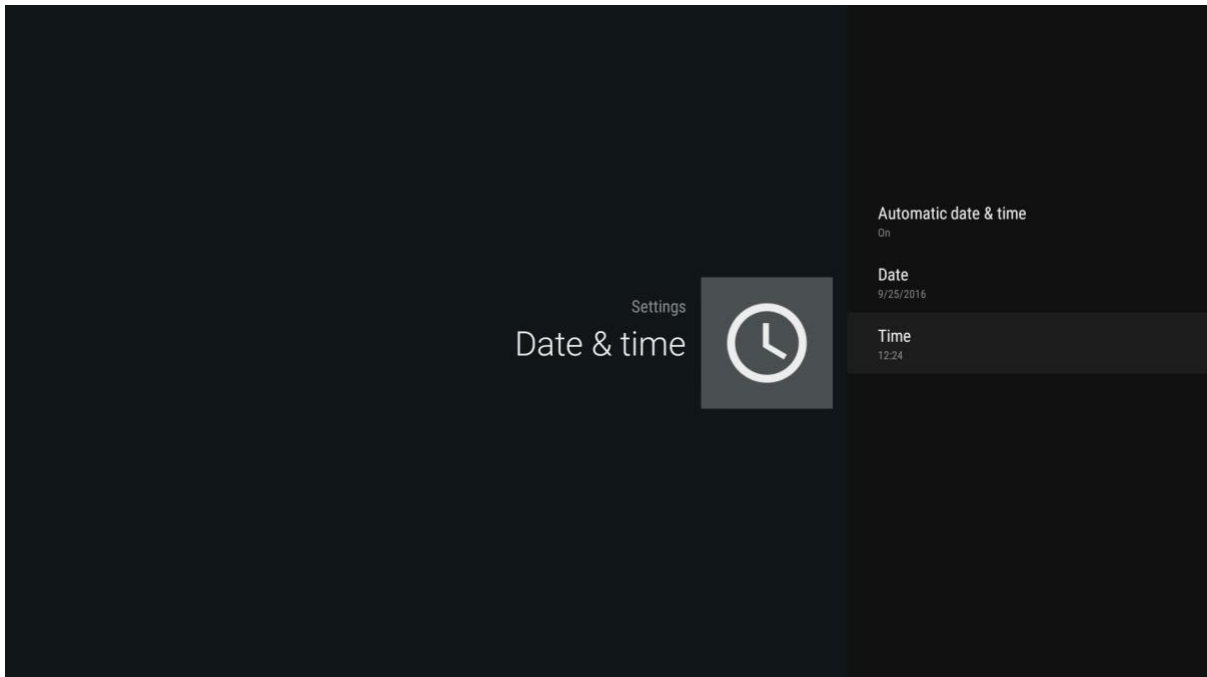 Settings
Date & time
Automatic date & time
On
Date
9/25/2016
Time
12:24